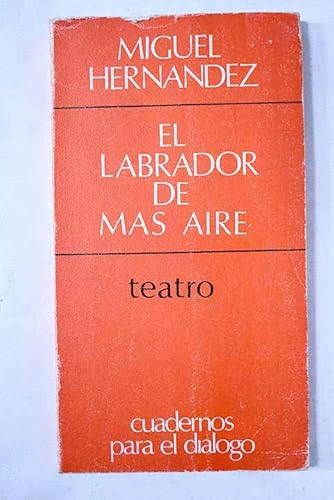 MIGUEL
HERNANDEZ
EL
LABRADOR
DE
MAS AIRE
teatro
cuadernos
para el dialogo